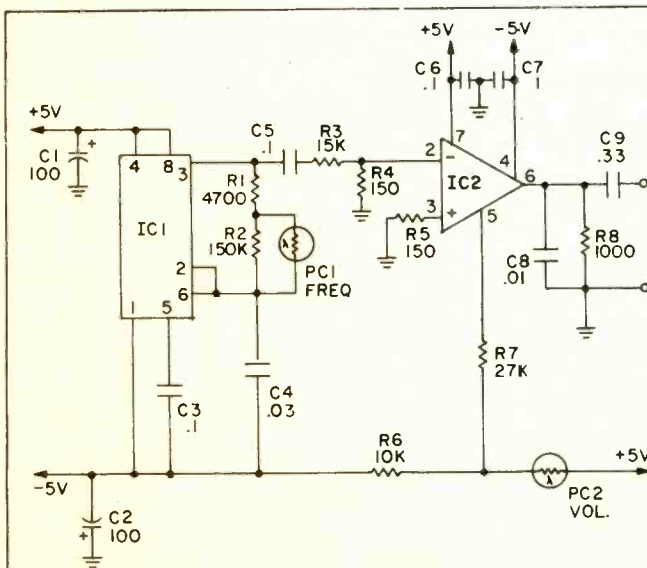 +5V
-5V
C6
.1
C7
.1
+5V
C1
100
+
4
8
3
IC1
2
6
1
5
C5
.1
R3
15K
R1
4700
R2
150K
PC1
FREQ
R4
150
R5
150
2
-
3
+
7
4
6
5
IC2
C9
.33
R8
1000
C8
.01
C3
.1
C4
.03
R7
27K
R6
10K
-5V
+5V
PC2
VOL.
C2
100
+